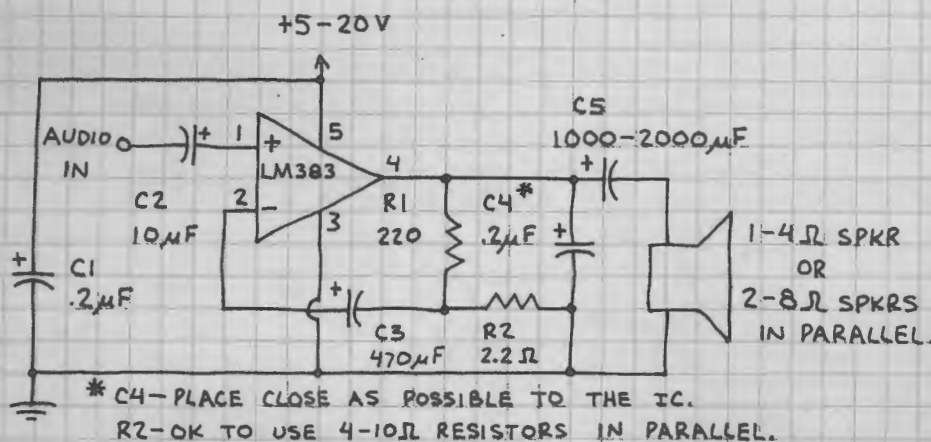 +5-20V
AUDIO
IN
C2
10µF
1
+
5
LM383
2
-
3
4
R1
220
C4*
.2µF
+
C5
1000-2000µF
+
+
C1
.2µF
+
+
C3
470µF
R2
2.2Ω
1-4Ω SPKR
OR
2-8Ω SPKRS
IN PARALLEL.
* C4-PLACE CLOSE AS POSSIBLE TO THE IC.
R2-OK TO USE 4-10Ω RESISTORS IN PARALLEL.